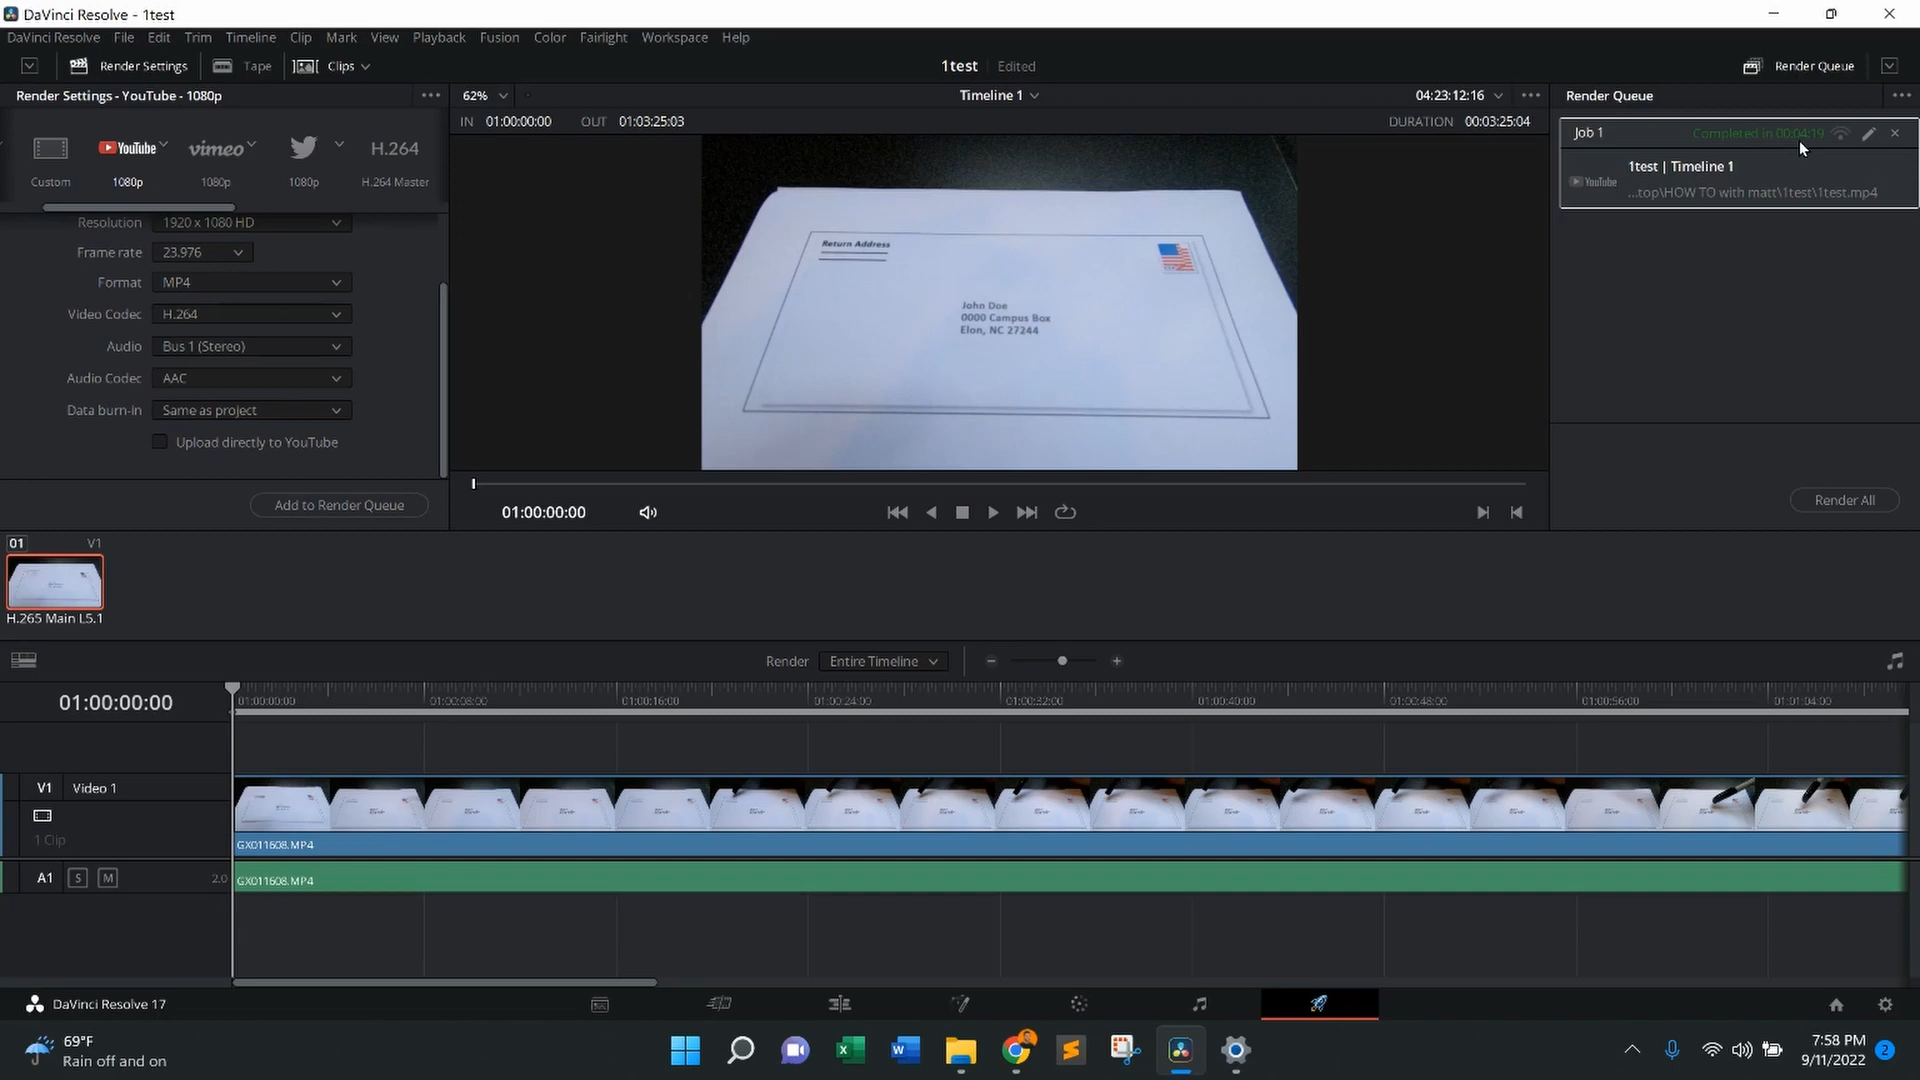 DaVinci Resolve - 1test
DaVinci Resolve File Edit Trim Timeline Clip Mark View Playback Fusion Color Fairlight Workspace Help
Render Settings Tape Clips 1test Edited Render Queue
Render Settings - YouTube - 1080p 62% Timeline 1 04:23:12:16 Render Queue
IN 01:00:00:00 OUT 01:03:25:03 DURATION 00:03:25:04
Job 1 Completed in 00:04:19
YouTube vimeo H.264
Custom 1080p 1080p 1080p H.264 Master
1test | Timeline 1
YouTube
...top\HOW TO with matt\1test\1test.mp4
Resolution 1920 x 1080 HD
Frame rate 23.976
Format MP4
Video Codec H.264
Audio Bus 1 (Stereo)
Audio Codec AAC
Data burn-in Same as project
Upload directly to YouTube
Add to Render Queue
Return Address
John Doe
0000 Campus Box
Elon, NC 27244
01:00:00:00
Render All
01 V1
H.265 Main L5.1
Render Entire Timeline
01:00:00:00
01:00:00:00 01:00:08:00 01:00:16:00 01:00:24:00 01:00:32:00 01:00:40:00 01:00:48:00 01:00:56:00 01:01:04:00
V1 Video 1
1 Clip
GX011608.MP4
A1 S M 2.0
GX011608.MP4
DaVinci Resolve 17
69°F
Rain off and on
7:58 PM
9/11/2022
2